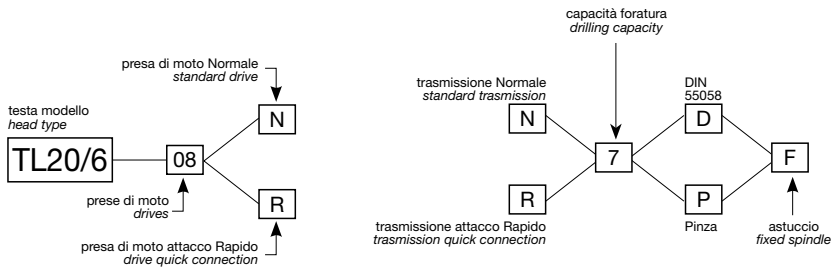 presa di moto Normale
standard drive
testa modello
head type
N
TL20/6
08
prese di moto
drives
R
presa di moto attacco Rapido
drive quick connection
capacità foratura
drilling capacity
trasmissione Normale
standard trasmission
DIN
55058
N
D
7
F
R
P
trasmissione attacco Rapido
trasmission quick connection
Pinza
astuccio
fixed spindle